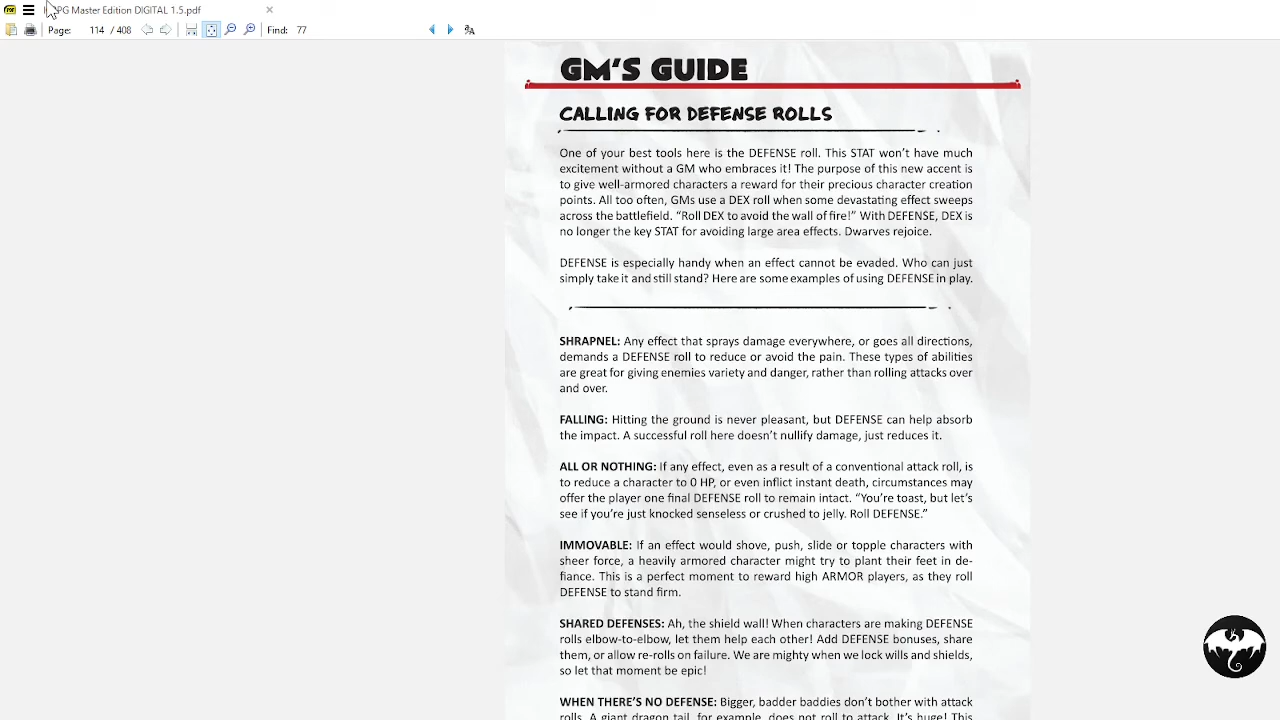 PG Master Edition DIGITAL 1.5.pdf
Page: 114 / 408 Find: 77
GM'S GUIDE
CALLING FOR DEFENSE ROLLS
One of your best tools here is the DEFENSE roll. This STAT won't have much
excitement without a GM who embraces it! The purpose of this new accent is
to give well-armored characters a reward for their precious character creation
points. All too often, GMs use a DEX roll when some devastating effect sweeps
across the battlefield. “Roll DEX to avoid the wall of fire!” With DEFENSE, DEX is
no longer the key STAT for avoiding large area effects. Dwarves rejoice.
DEFENSE is especially handy when an effect cannot be evaded. Who can just
simply take it and still stand? Here are some examples of using DEFENSE in play.
SHRAPNEL: Any effect that sprays damage everywhere, or goes all directions,
demands a DEFENSE roll to reduce or avoid the pain. These types of abilities
are great for giving enemies variety and danger, rather than rolling attacks over
and over.
FALLING: Hitting the ground is never pleasant, but DEFENSE can help absorb
the impact. A successful roll here doesn't nullify damage, just reduces it.
ALL OR NOTHING: If any effect, even as a result of a conventional attack roll, is
to reduce a character to 0 HP, or even inflict instant death, circumstances may
offer the player one final DEFENSE roll to remain intact. “You're toast, but let's
see if you're just knocked senseless or crushed to jelly. Roll DEFENSE.”
IMMOVABLE: If an effect would shove, push, slide or topple characters with
sheer force, a heavily armored character might try to plant their feet in de-
fiance. This is a perfect moment to reward high ARMOR players, as they roll
DEFENSE to stand firm.
SHARED DEFENSES: Ah, the shield wall! When characters are making DEFENSE
rolls elbow-to-elbow, let them help each other! Add DEFENSE bonuses, share
them, or allow re-rolls on failure. We are mighty when we lock wills and shields,
so let that moment be epic!
WHEN THERE'S NO DEFENSE: Bigger, badder baddies don't bother with attack
rolls. A giant dragon tail, for example, does not roll to attack. It's huge! This